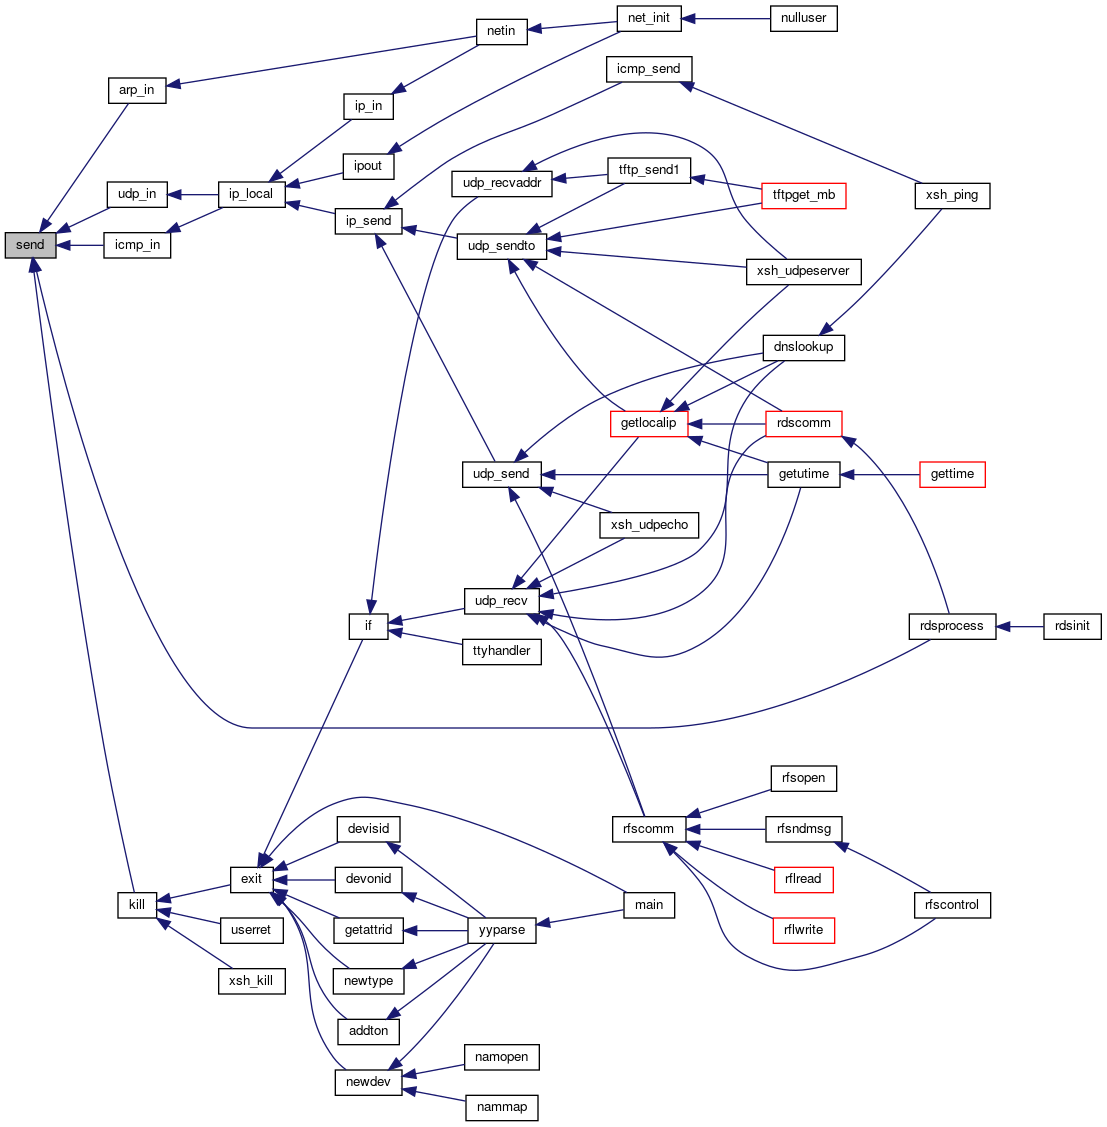 net_init
nulluser
netin
icmp_send
arp_in
ip_in
ipout
tftp_send1
udp_recvaddr
udp_in
ip_local
tftpget_mb
xsh_ping
ip_send
send
icmp_in
udp_sendto
xsh_udpeserver
dnslookup
getlocalip
rdscomm
udp_send
getutime
gettime
xsh_udpecho
udp_recv
if
rdsprocess
rdsinit
ttyhandler
rfsopen
devisid
rfscomm
rfsndmsg
exit
devonid
rflread
kill
main
rfscontrol
userret
getattrid
yyparse
rflwrite
xsh_kill
newtype
addton
namopen
newdev
nammap